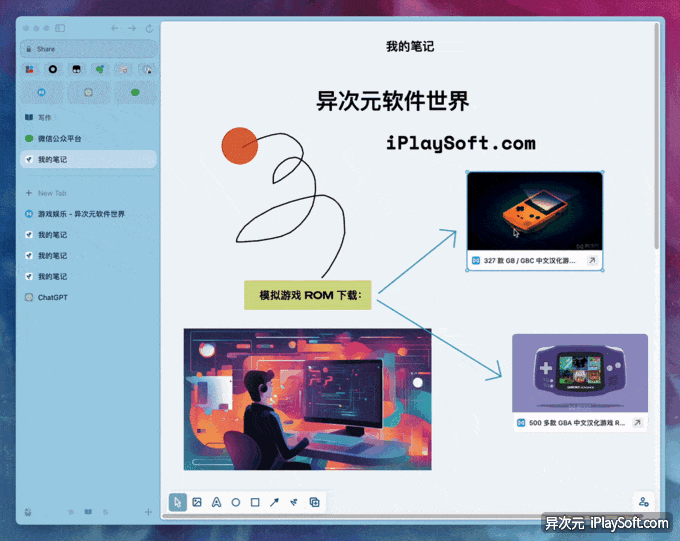 Share
写作
微信公众平台
我的笔记
New Tab
游戏娱乐 - 异次元软件世界
我的笔记
我的笔记
我的笔记
ChatGPT
我的笔记
异次元软件世界
iPlaySoft.com
327 款 GB / GBC 中文汉化游...
模拟游戏 ROM 下载：
500 多款 GBA 中文汉化游戏 R...
异次元 iPlaySoft.com